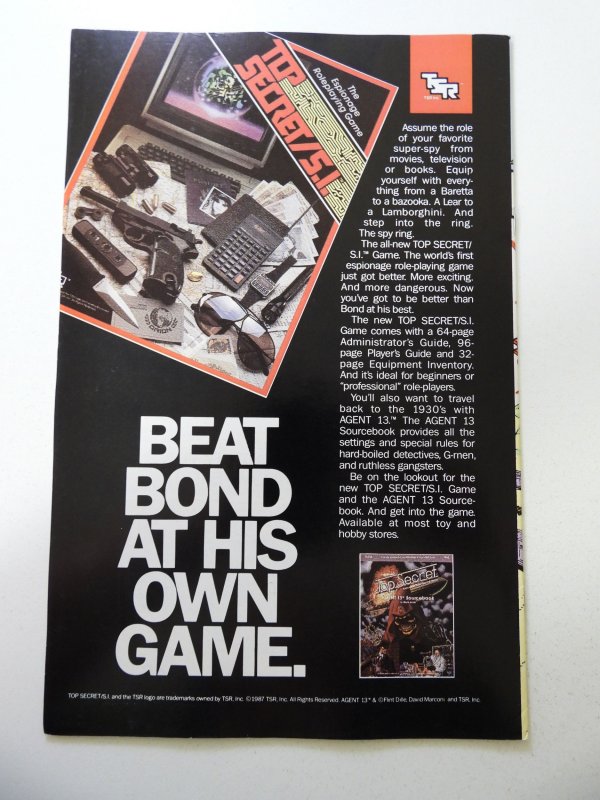 TOP
SECRET/S.I.
The
Espionage
Roleplaying Game
TSR
Assume the role
of your favorite
super-spy from
movies, television
or books. Equip
yourself with every-
thing from a Baretta
to a bazooka. A Lear to
a Lamborghini. And
step into the ring.
The spy ring.
The all-new TOP SECRET/
S.I.™ Game. The world's first
espionage role-playing game
just got better. More exciting.
And more dangerous. Now
you've got to be better than
Bond at his best.
The new TOP SECRET/S.I.
Game comes with a 64-page
Administrator's Guide, 96-
page Player's Guide and 32-
page Equipment Inventory.
And it's ideal for beginners or
"professional" role-players.
You'll also want to travel
back to the 1930's with
AGENT 13.™ The AGENT 13
Sourcebook provides all the
settings and special rules for
hard-boiled detectives, G-men,
and ruthless gangsters.
Be on the lookout for the
new TOP SECRET/S.I. Game
and the AGENT 13 Source-
book. And get into the game.
Available at most toy and
hobby stores.
BEAT
BOND
AT HIS
OWN
GAME.
Top Secret
13 Sourcebook
TOP SECRET/S.I. and the TSR logo are trademarks owned by TSR, Inc. ©1987 TSR, Inc. All Rights Reserved. AGENT 13™ & ©Flint Dille, David Marconi and TSR, Inc.